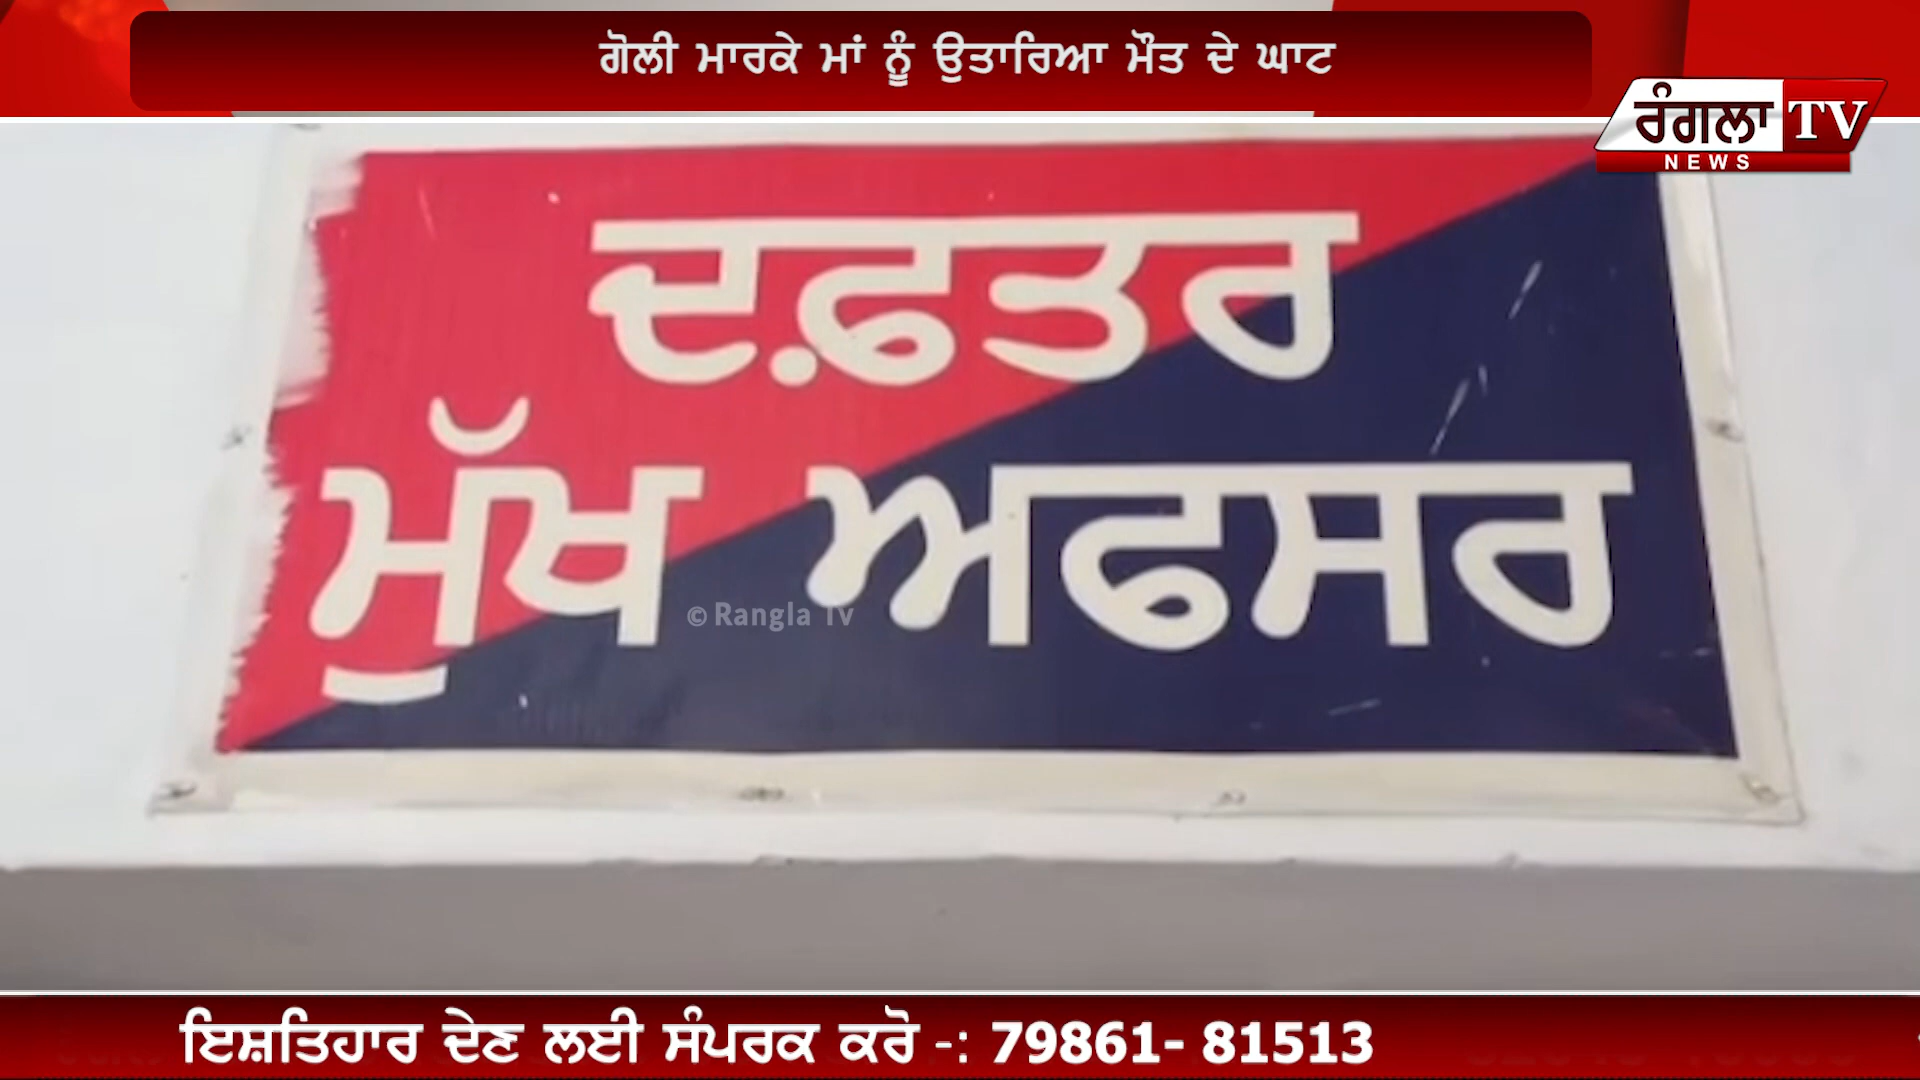 ਗੋਲੀ ਮਾਰਕੇ ਮਾਂ ਨੂੰ ਉਤਾਰਿਆ ਮੌਤ ਦੇ ਘਾਟ
ਰੰਗਲਾ TV
NEWS
ਦਫ਼ਤਰ
ਮੁੱਖ ਅਫਸਰ
© Rangla Tv
ਇਸ਼ਤਿਹਾਰ ਦੇਣ ਲਈ ਸੰਪਰਕ ਕਰੋ -: 79861- 81513